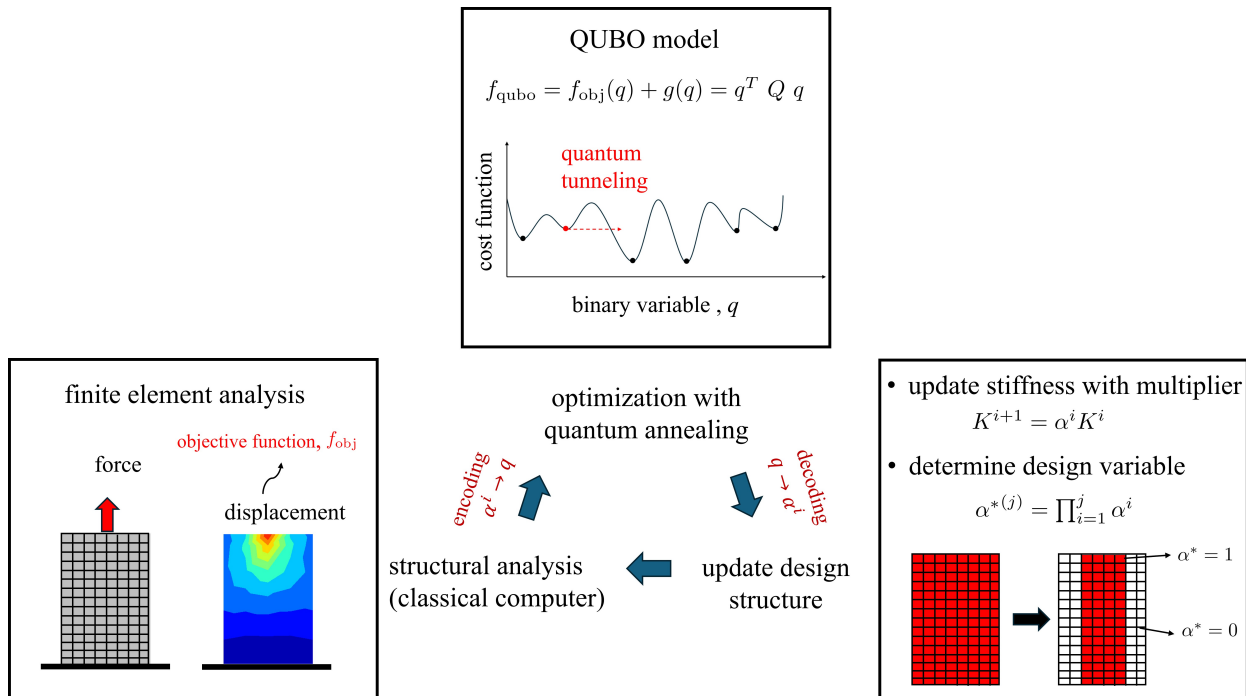 QUBO model
f_qubo = f_obj(q) + g(q) = q^T Q q
quantum
tunneling
cost function
binary variable , q
finite element analysis
objective function, f_obj
force
displacement
optimization with
quantum annealing
encoding
α^i → q
decoding
q → α^i
structural analysis
(classical computer)
update design
structure
• update stiffness with multiplier
K^{i+1} = α^i K^i
• determine design variable
α^{*(j)} = ∏_{i=1}^{j} α^i
α^* = 1
α^* = 0